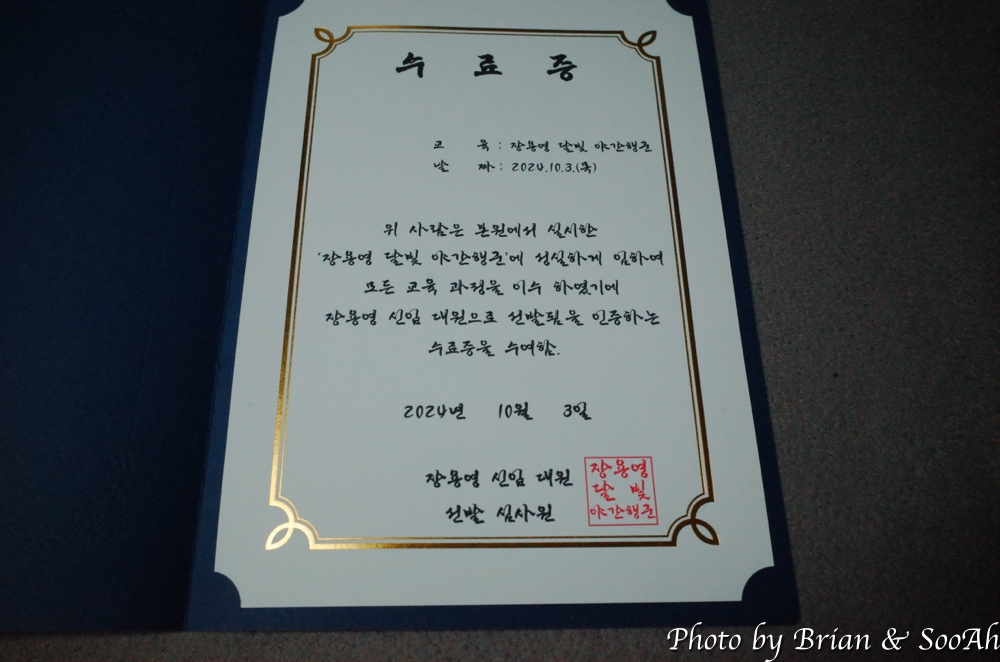 수 료 증
교 육 : 장용영 달빛 야간행군
날 짜 : 2024.10.3.(목)
위 사람은 본원에서 실시한
'장용영 달빛 야간행군'에 성실하게 임하여
모든 교육 과정을 이수 하였기에
장용영 신입 대원으로 선발됨을 인증하는
수료증을 수여함.
2024년 10월 3일
장용영 신입 대원
선발 심사원
장용영
달 빛
야간행군
Photo by Brian & SooAh